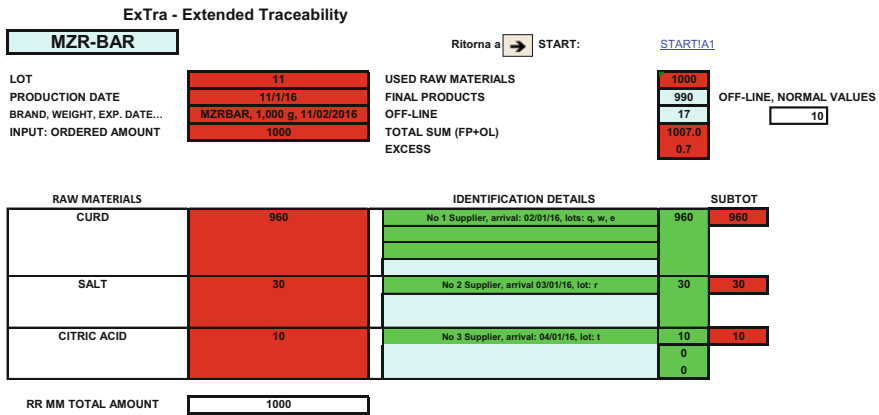 ExTra - Extended Traceability
MZR-BAR
Ritorna a START: START!A1
LOT 11 USED RAW MATERIALS 1000
PRODUCTION DATE 11/1/16 FINAL PRODUCTS 990 OFF-LINE, NORMAL VALUES
BRAND, WEIGHT, EXP. DATE... MZRBAR, 1,000 g, 11/02/2016 OFF-LINE 17 10
INPUT: ORDERED AMOUNT 1000 TOTAL SUM (FP+OL) 1007.0
EXCESS 0.7
RAW MATERIALS IDENTIFICATION DETAILS SUBTOT
CURD 960 No 1 Supplier, arrival: 02/01/16, lots: q, w, e 960 960
SALT 30 No 2 Supplier, arrival 03/01/16, lot: r 30 30
CITRIC ACID 10 No 3 Supplier, arrival: 04/01/16, lot: t 10 10
0
0
RR MM TOTAL AMOUNT 1000